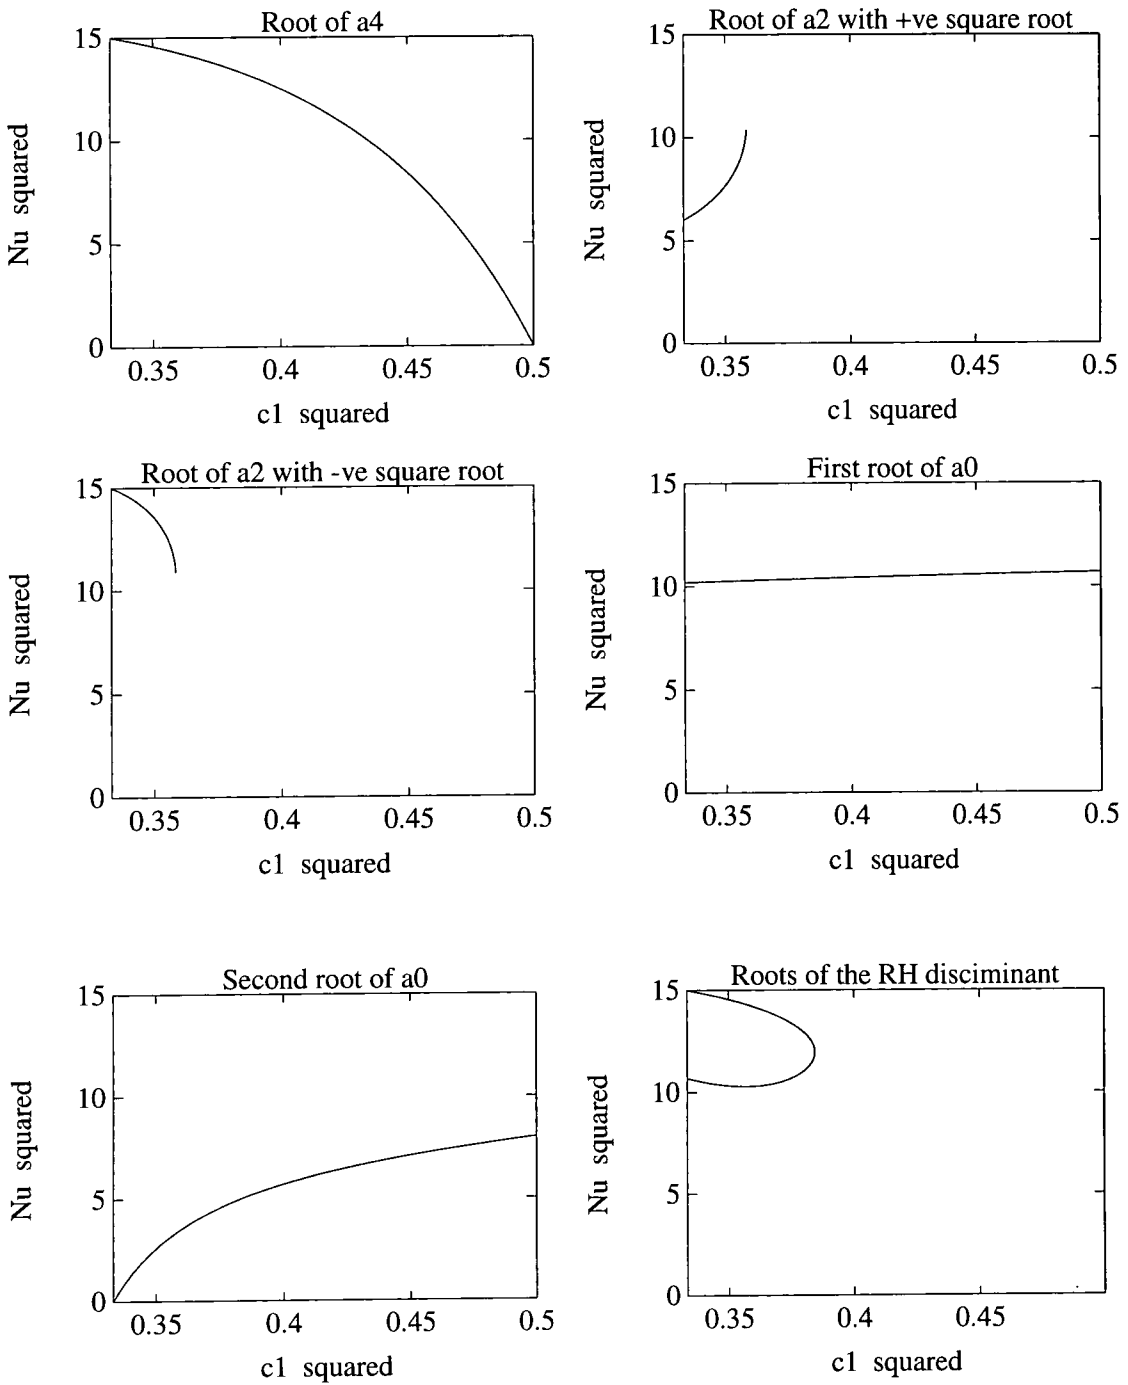 Root of a4
15
10
5
0
Nu squared
0.35 0.4 0.45 0.5
c1 squared
Root of a2 with +ve square root
15
10
5
0
Nu squared
0.35 0.4 0.45 0.5
c1 squared
Root of a2 with -ve square root
15
10
5
0
Nu squared
0.35 0.4 0.45 0.5
c1 squared
First root of a0
15
10
5
0
Nu squared
0.35 0.4 0.45 0.5
c1 squared
Second root of a0
15
10
5
0
Nu squared
0.35 0.4 0.45 0.5
c1 squared
Roots of the RH disciminant
15
10
5
0
Nu squared
0.35 0.4 0.45
c1 squared